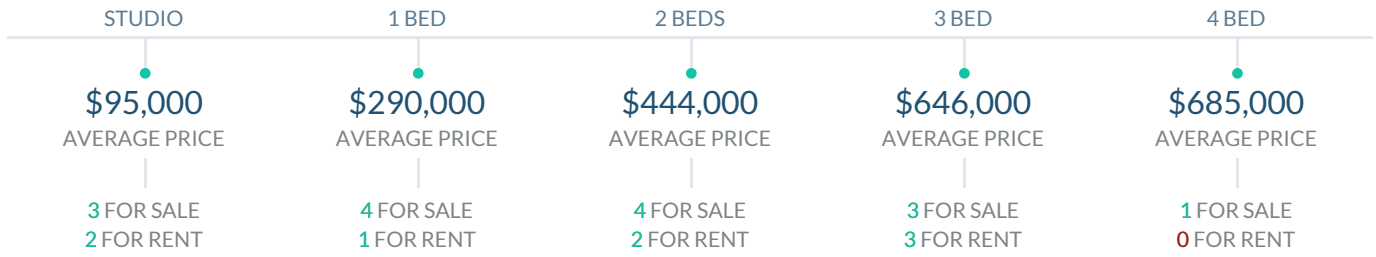 STUDIO 1 BED 2 BEDS 3 BED 4 BED
$95,000 $290,000 $444,000 $646,000 $685,000
AVERAGE PRICE AVERAGE PRICE AVERAGE PRICE AVERAGE PRICE AVERAGE PRICE
3 FOR SALE 4 FOR SALE 4 FOR SALE 3 FOR SALE 1 FOR SALE
2 FOR RENT 1 FOR RENT 2 FOR RENT 3 FOR RENT 0 FOR RENT